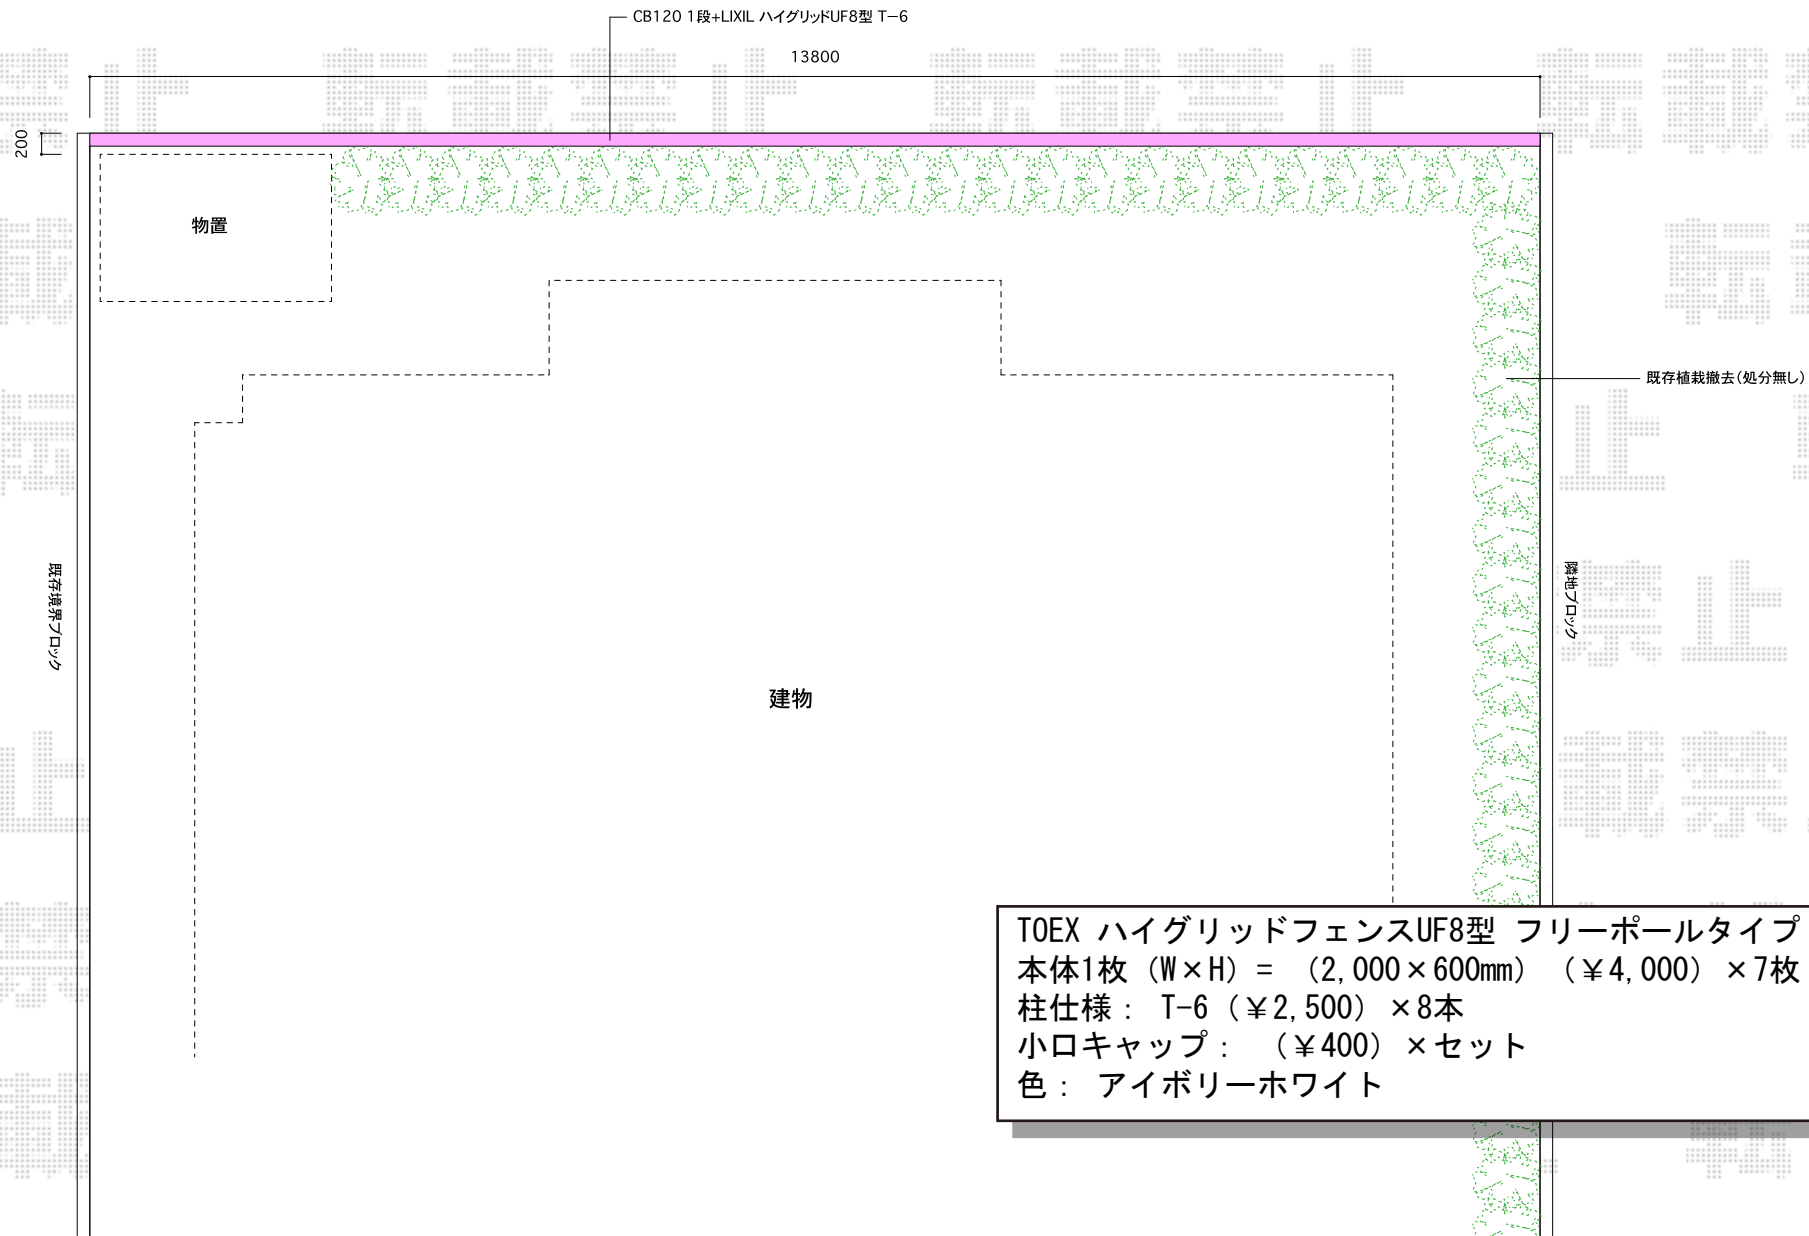 CB120 1段+LIXIL ハイグリッドUF8型 T-6
13800
200
物置
既存植栽撤去(処分無し)
既存境界ブロック
隣地ブロック
建物
TOEX ハイグリッドフェンスUF8型 フリーポールタイプ
本体1枚 (W×H) = (2,000×600mm) (¥4,000) ×7枚
柱仕様： T-6 (¥2,500) ×8本
小口キャップ： (¥400) ×セット
色： アイボリーホワイト
転載禁止